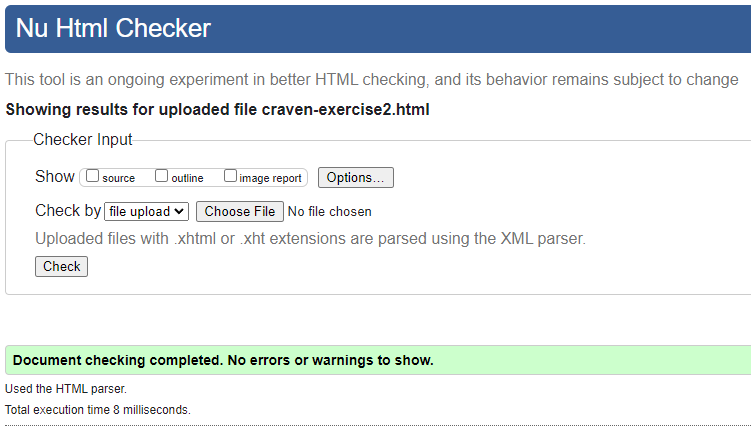 Nu Html Checker
This tool is an ongoing experiment in better HTML checking, and its behavior remains subject to change
Showing results for uploaded file craven-exercise2.html
Checker Input
Show source outline image report Options...
Check by file upload Choose File No file chosen
Uploaded files with .xhtml or .xht extensions are parsed using the XML parser.
Check
Document checking completed. No errors or warnings to show.
Used the HTML parser.
Total execution time 8 milliseconds.